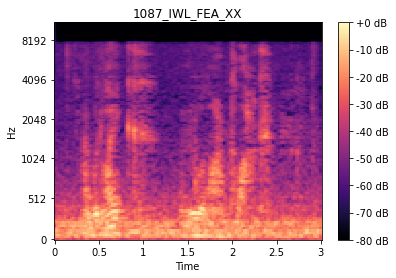 1087_IWL_FEA_XX
Hz
8192
4096
2048
1024
512
0
0 0.5 1 1.5 2 2.5 3
Time
+0 dB
-10 dB
-20 dB
-30 dB
-40 dB
-50 dB
-60 dB
-70 dB
-80 dB